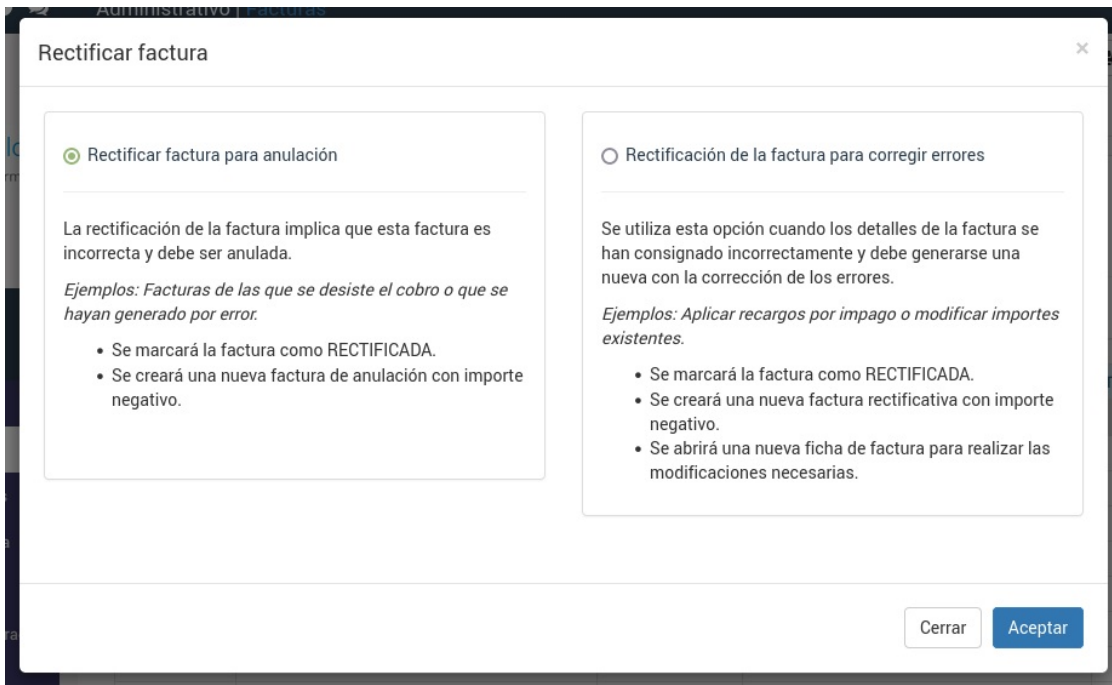 Administrativo | Facturas
Rectificar factura
×
Rectificar factura para anulación
La rectificación de la factura implica que esta factura es
incorrecta y debe ser anulada.
Ejemplos: Facturas de las que se desiste el cobro o que se
hayan generado por error.
• Se marcará la factura como RECTIFICADA.
• Se creará una nueva factura de anulación con importe
negativo.
Rectificación de la factura para corregir errores
Se utiliza esta opción cuando los detalles de la factura se
han consignado incorrectamente y debe generarse una
nueva con la corrección de los errores.
Ejemplos: Aplicar recargos por impago o modificar importes
existentes.
• Se marcará la factura como RECTIFICADA.
• Se creará una nueva factura rectificativa con importe
negativo.
• Se abrirá una nueva ficha de factura para realizar las
modificaciones necesarias.
Cerrar
Aceptar